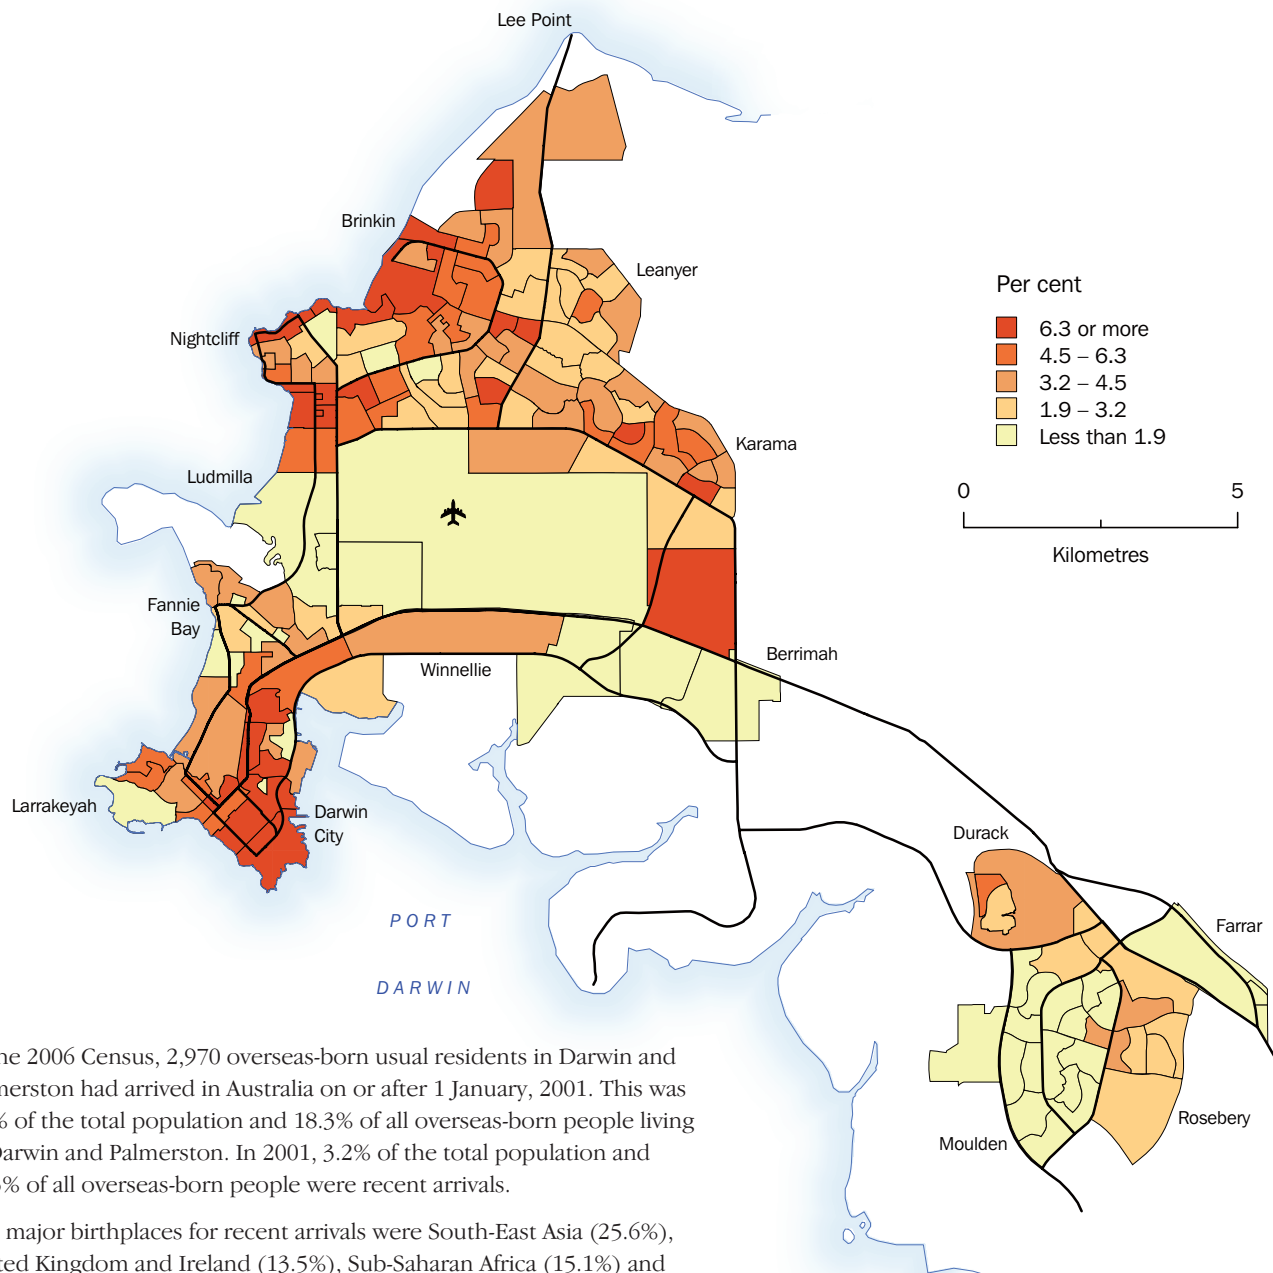 Lee Point
Brinkin
Leanyer
Nightcliff
Karama
Ludmilla
Fannie
Bay
Winnellie
Berrimah
Larrakeyah
Darwin
City
Durack
Farrar
Rosebery
Moulden
PORT
DARWIN
Per cent
6.3 or more
4.5 – 6.3
3.2 – 4.5
1.9 – 3.2
Less than 1.9
0 5
Kilometres
2006 Census, 2,970 overseas-born usual residents in Darwin and
had arrived in Australia on or after 1 January, 2001. This was
% of the total population and 18.3% of all overseas-born people living
Darwin and Palmerston. In 2001, 3.2% of the total population and
% of all overseas-born people were recent arrivals.
major birthplaces for recent arrivals were South-East Asia (25.6%),
Kingdom and Ireland (13.5%), Sub-Saharan Africa (15.1%) and